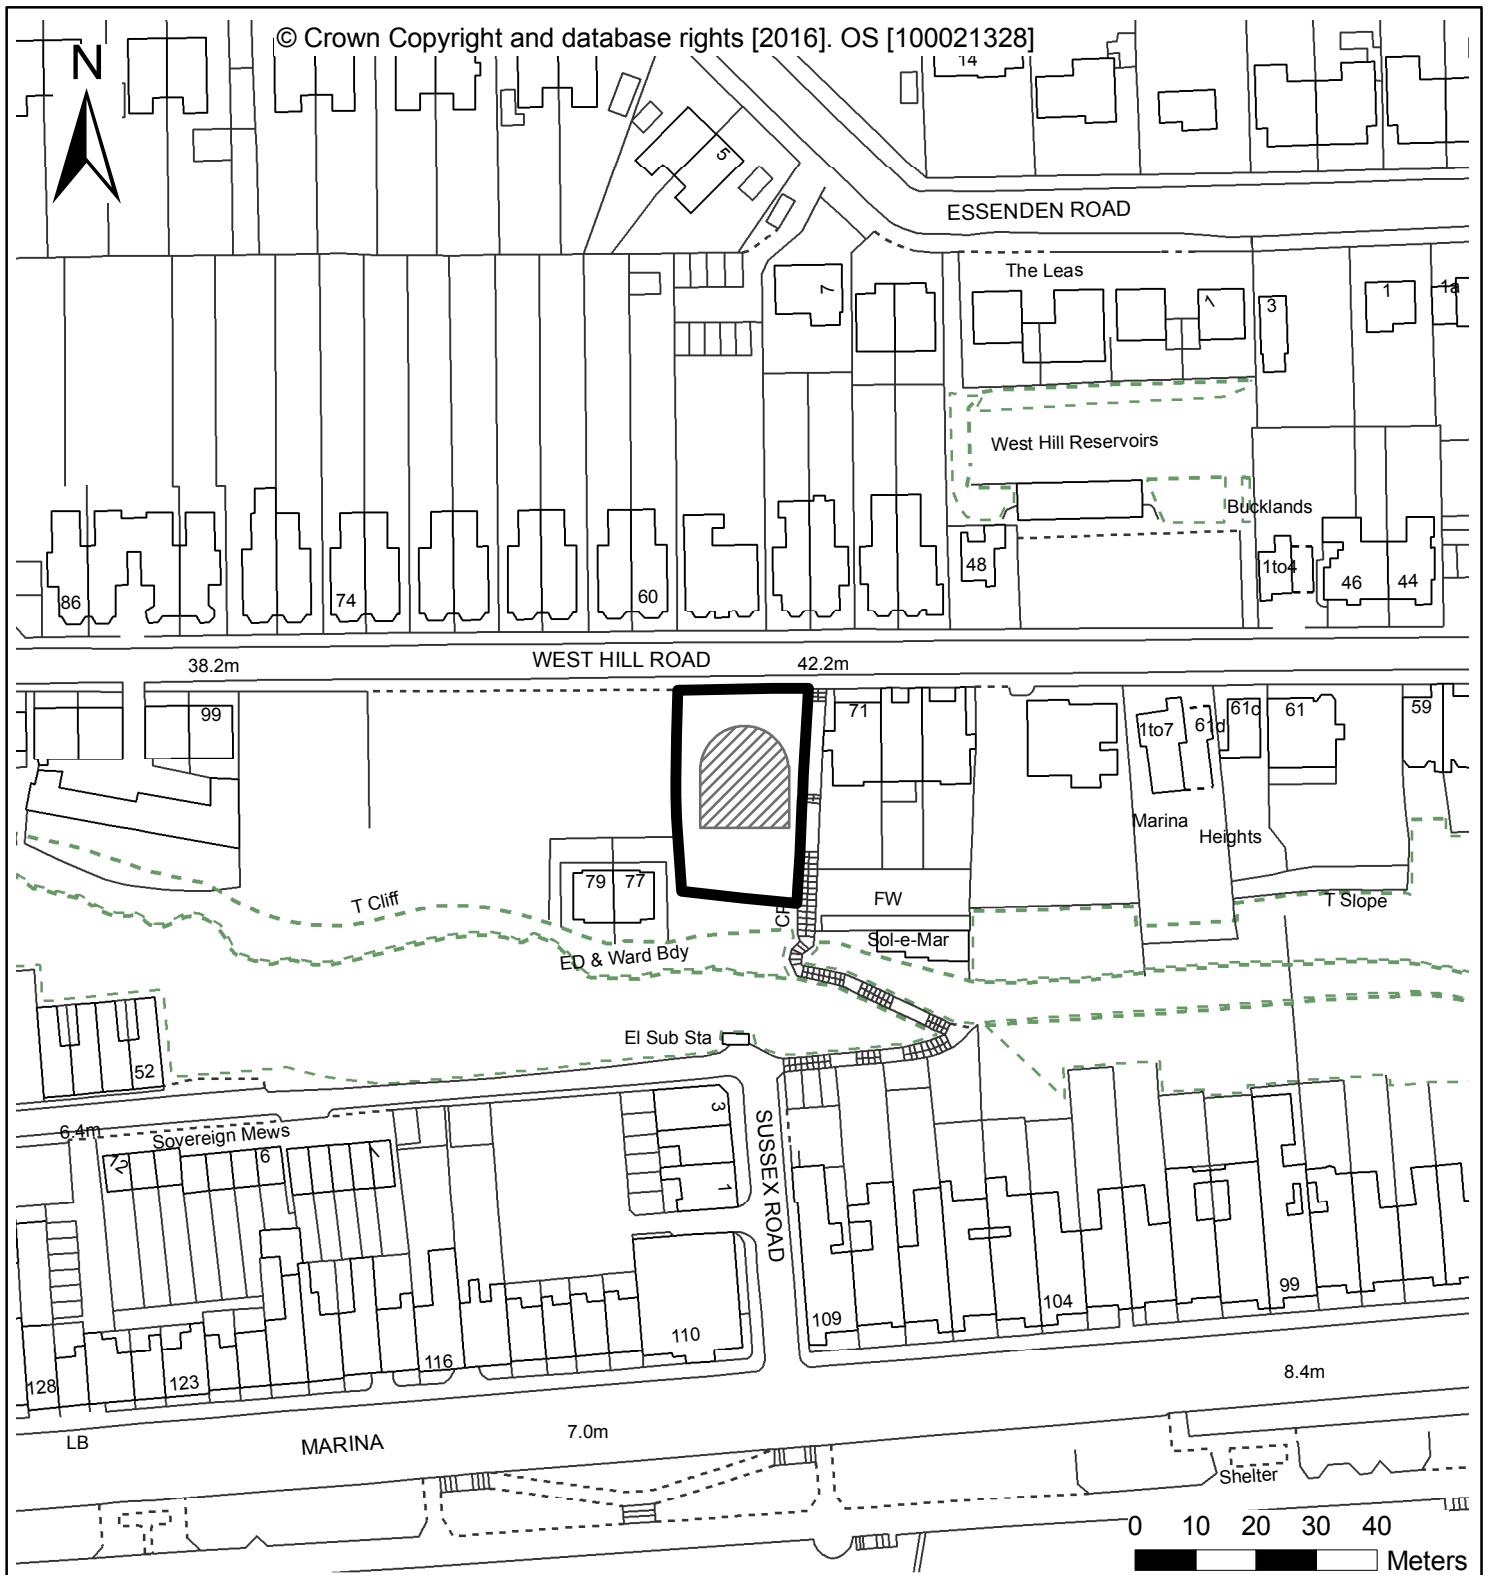 © Crown Copyright and database rights [2016]. OS [100021328]
N
14
5
ESSENDEN ROAD
The Leas
7
1
3
1
1a
West Hill Reservoirs
Bucklands
48
1to4
46
44
86
74
60
38.2m
WEST HILL ROAD
42.2m
99
71
1to7
61d
61c
61
59
Marina
Heights
79
77
T Cliff
FW
T Slope
Sol-e-Mar
ED & Ward Bdy
El Sub Sta
52
3
6.4m
Sovereign Mews
12
6
1
1
SUSSEX ROAD
99
104
109
110
116
123
128
8.4m
7.0m
LB
MARINA
Shelter
0 10 20 30 40
Meters